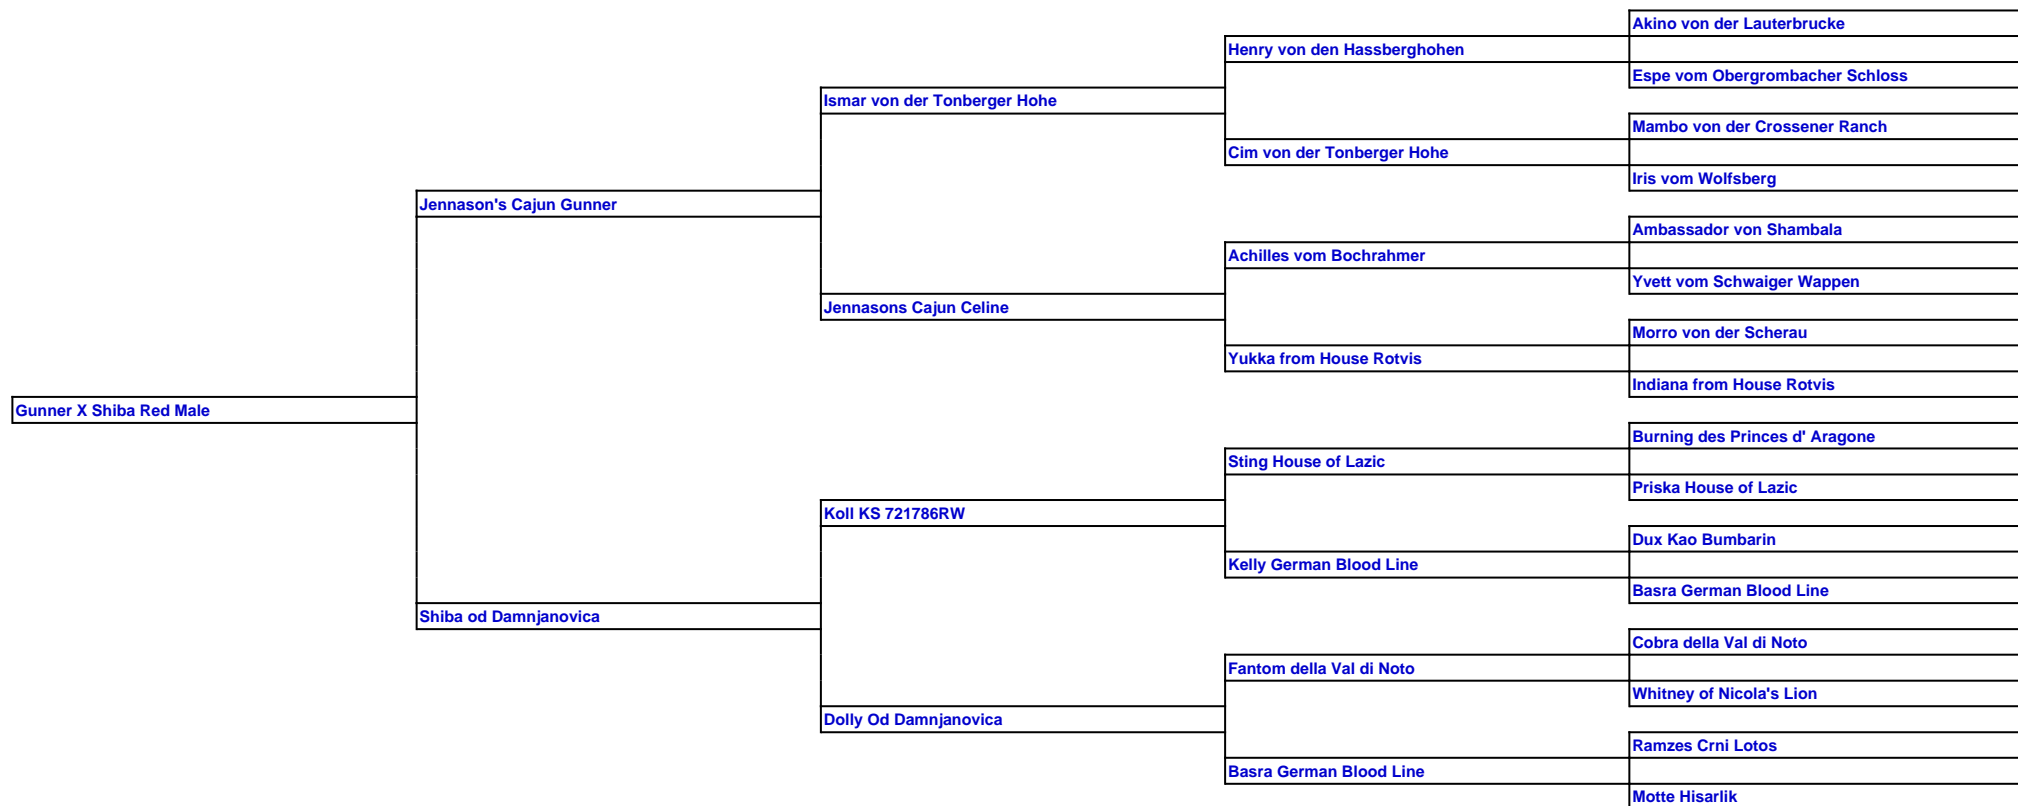 Akino von der Lauterbrucke
Henry von den Hassberghohen
Espe vom Obergrombacher Schloss
Ismar von der Tonberger Hohe
Mambo von der Crossener Ranch
Cim von der Tonberger Hohe
Iris vom Wolfsberg
Jennason's Cajun Gunner
Ambassador von Shambala
Achilles vom Bochrahmer
Yvett vom Schwaiger Wappen
Jennasons Cajun Celine
Morro von der Scherau
Yukka from House Rotvis
Indiana from House Rotvis
Gunner X Shiba Red Male
Burning des Princes d' Aragone
Sting House of Lazic
Priska House of Lazic
Koll KS 721786RW
Dux Kao Bumbarin
Kelly German Blood Line
Basra German Blood Line
Shiba od Damnjanovica
Cobra della Val di Noto
Fantom della Val di Noto
Whitney of Nicola's Lion
Dolly Od Damnjanovica
Ramzes Crni Lotos
Basra German Blood Line
Motte Hisarlik